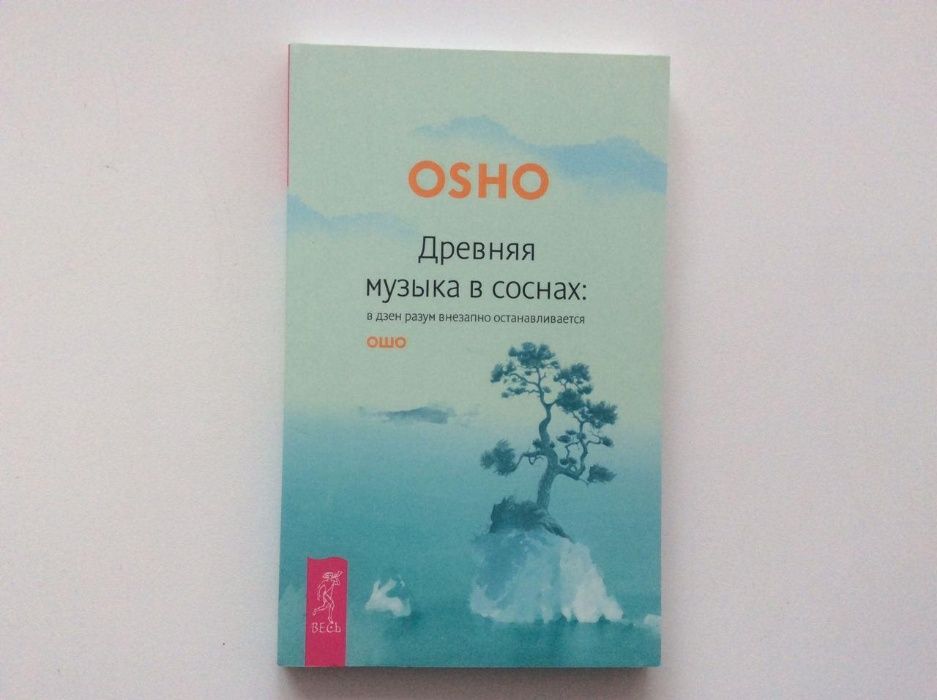 OSHO
Древняя
музыка в соснах:
в дзен разум внезапно останавливается
ОШО
ВЕСЬ